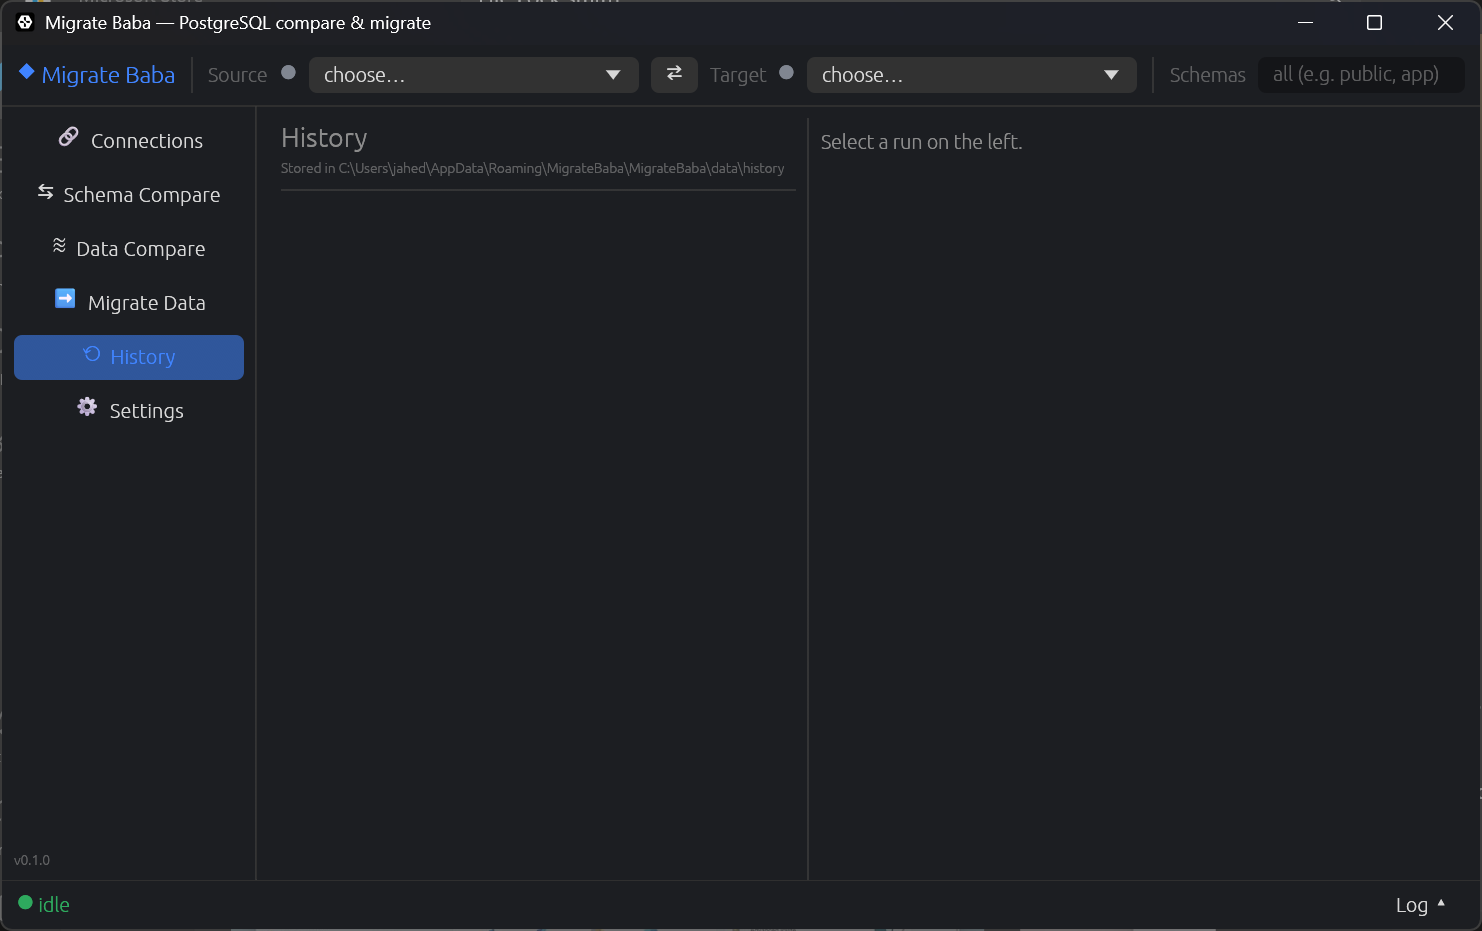 Migrate Baba — PostgreSQL compare & migrate
Migrate Baba
Source
choose...
Target
choose...
Schemas
all (e.g. public, app)
Connections
Schema Compare
Data Compare
Migrate Data
History
Settings
v0.1.0
History
Stored in C:\Users\jahed\AppData\Roaming\MigrateBaba\MigrateBaba\data\history
Select a run on the left.
idle
Log